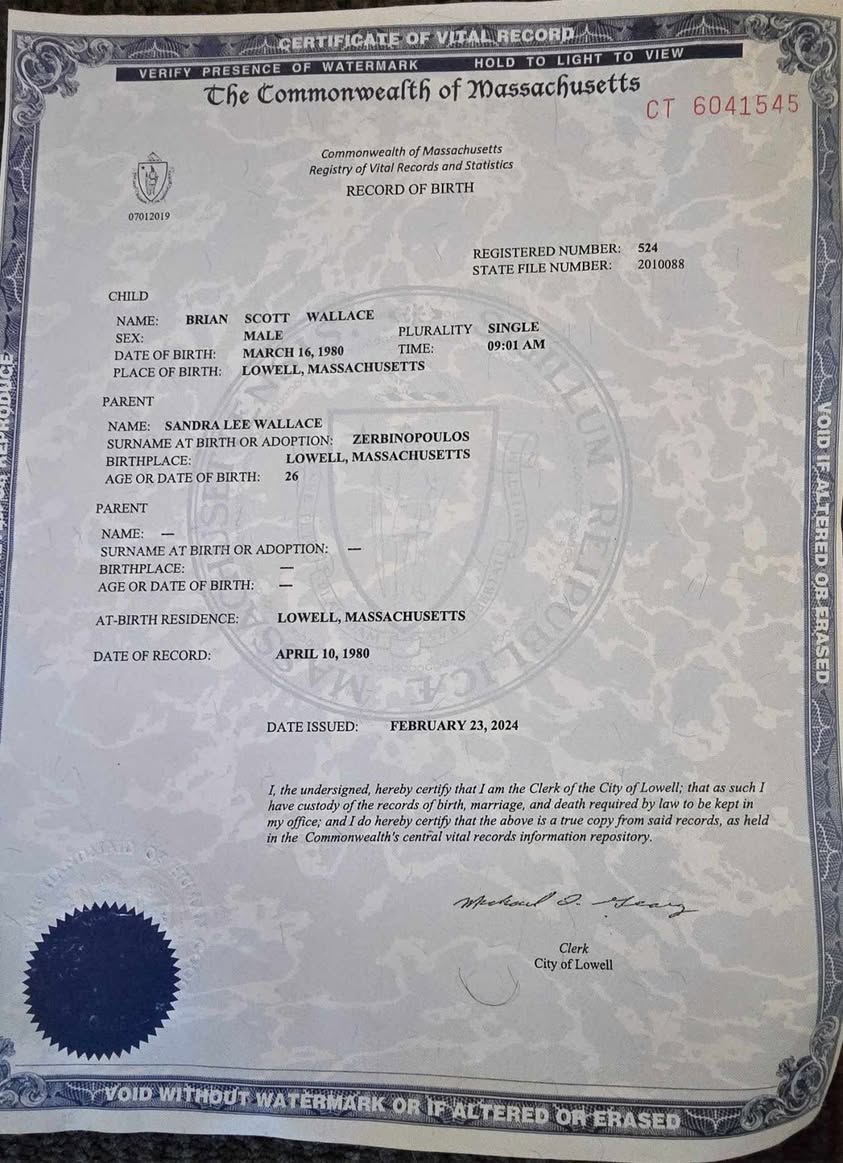 CERTIFICATE OF VITAL RECORD
VERIFY PRESENCE OF WATERMARK HOLD TO LIGHT TO VIEW
The Commonwealth of Massachusetts
CT 6041545
Commonwealth of Massachusetts
Registry of Vital Records and Statistics
RECORD OF BIRTH
07012019
REGISTERED NUMBER: 524
STATE FILE NUMBER: 2010088
CHILD
NAME: BRIAN SCOTT WALLACE
SEX: MALE PLURALITY SINGLE
DATE OF BIRTH: MARCH 16, 1980 TIME: 09:01 AM
PLACE OF BIRTH: LOWELL, MASSACHUSETTS
PARENT
NAME: SANDRA LEE WALLACE
SURNAME AT BIRTH OR ADOPTION: ZERBINOPOULOS
BIRTHPLACE: LOWELL, MASSACHUSETTS
AGE OR DATE OF BIRTH: 26
PARENT
NAME: —
SURNAME AT BIRTH OR ADOPTION: —
BIRTHPLACE: —
AGE OR DATE OF BIRTH: —
AT-BIRTH RESIDENCE: LOWELL, MASSACHUSETTS
DATE OF RECORD: APRIL 10, 1980
DATE ISSUED: FEBRUARY 23, 2024
I, the undersigned, hereby certify that I am the Clerk of the City of Lowell; that as such I
have custody of the records of birth, marriage, and death required by law to be kept in
my office; and I do hereby certify that the above is a true copy from said records, as held
in the Commonwealth's central vital records information repository.
Michael Q. Geary
Clerk
City of Lowell
VOID IF ALTERED OR ERASED
REPRODUCE
VOID WITHOUT WATERMARK OR IF ALTERED OR ERASED